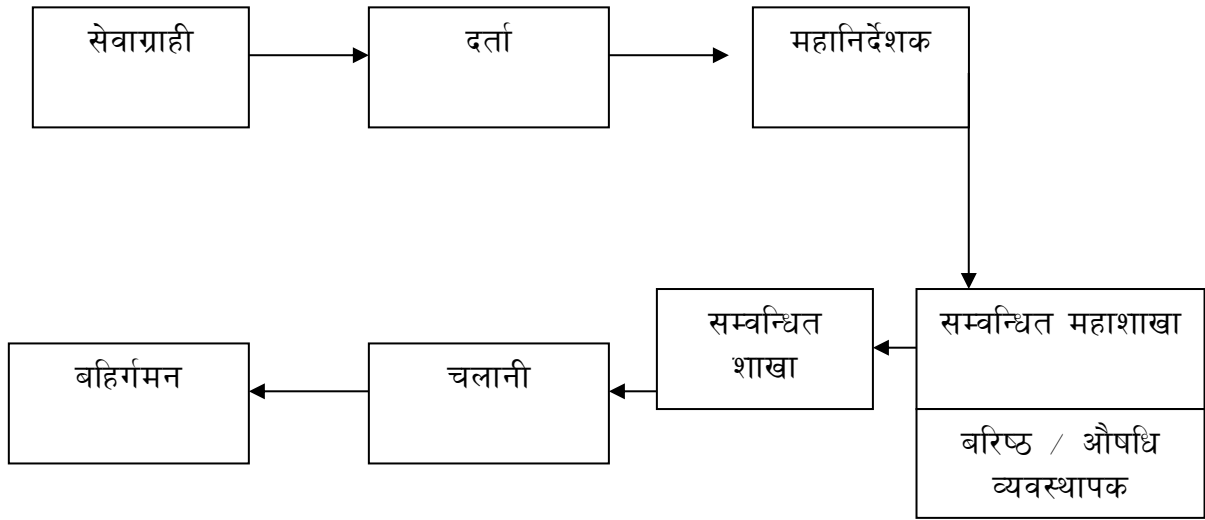 सेवाग्राही
दर्ता
महानिर्देशक
सम्वन्धित महाशाखा
बरिष्ठ / औषधि
व्यवस्थापक
सम्वन्धित
शाखा
चलानी
बहिर्गमन